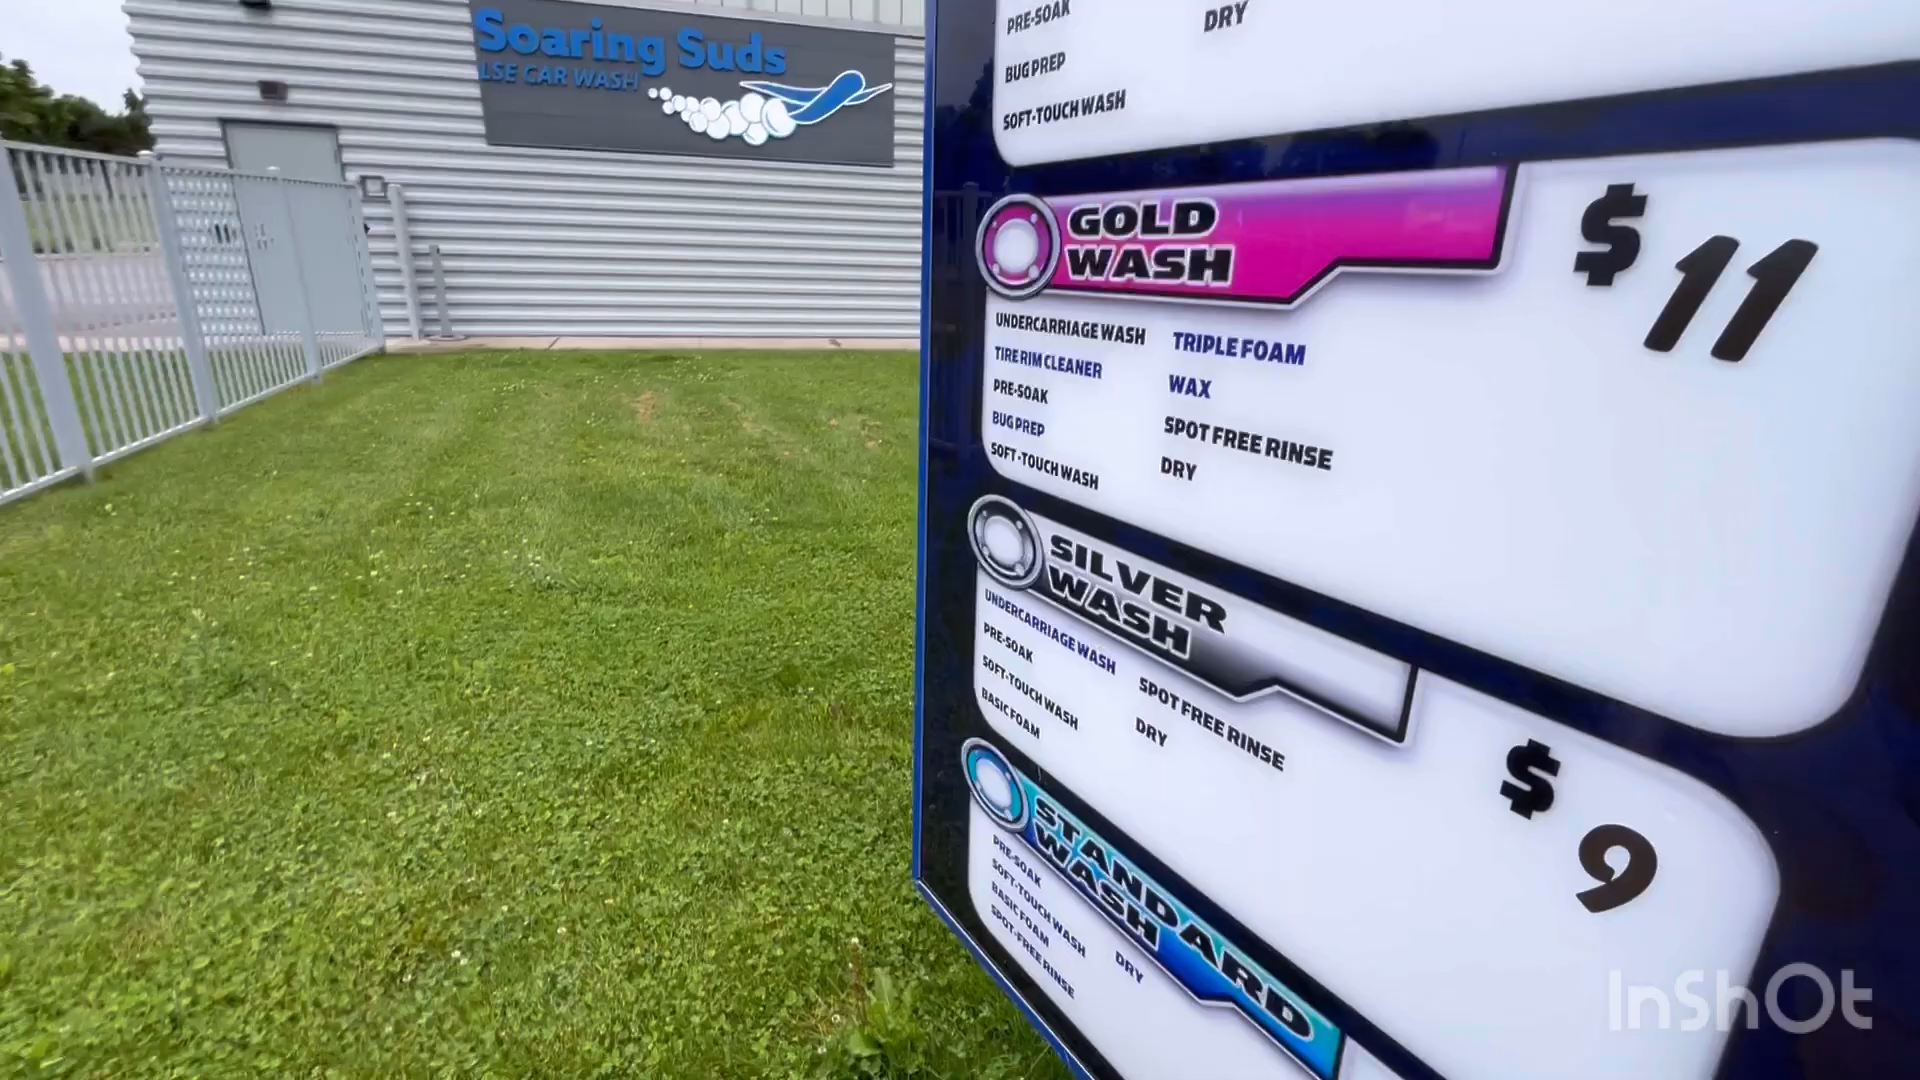 Soaring Suds
LSE CAR WASH
PRE-SOAK
BUG PREP
SOFT-TOUCH WASH
DRY
GOLD
WASH
$11
UNDERCARRIAGE WASH
TIRE RIM CLEANER
PRE-SOAK
BUG PREP
SOFT-TOUCH WASH
TRIPLE FOAM
WAX
SPOT FREE RINSE
DRY
SILVER
WASH
$9
UNDERCARRIAGE WASH
PRE-SOAK
SOFT-TOUCH WASH
BASIC FOAM
SPOT FREE RINSE
DRY
STANDARD
WASH
PRE-SOAK
SOFT-TOUCH WASH
BASIC FOAM
SPOT-FREE RINSE
DRY
InShOt